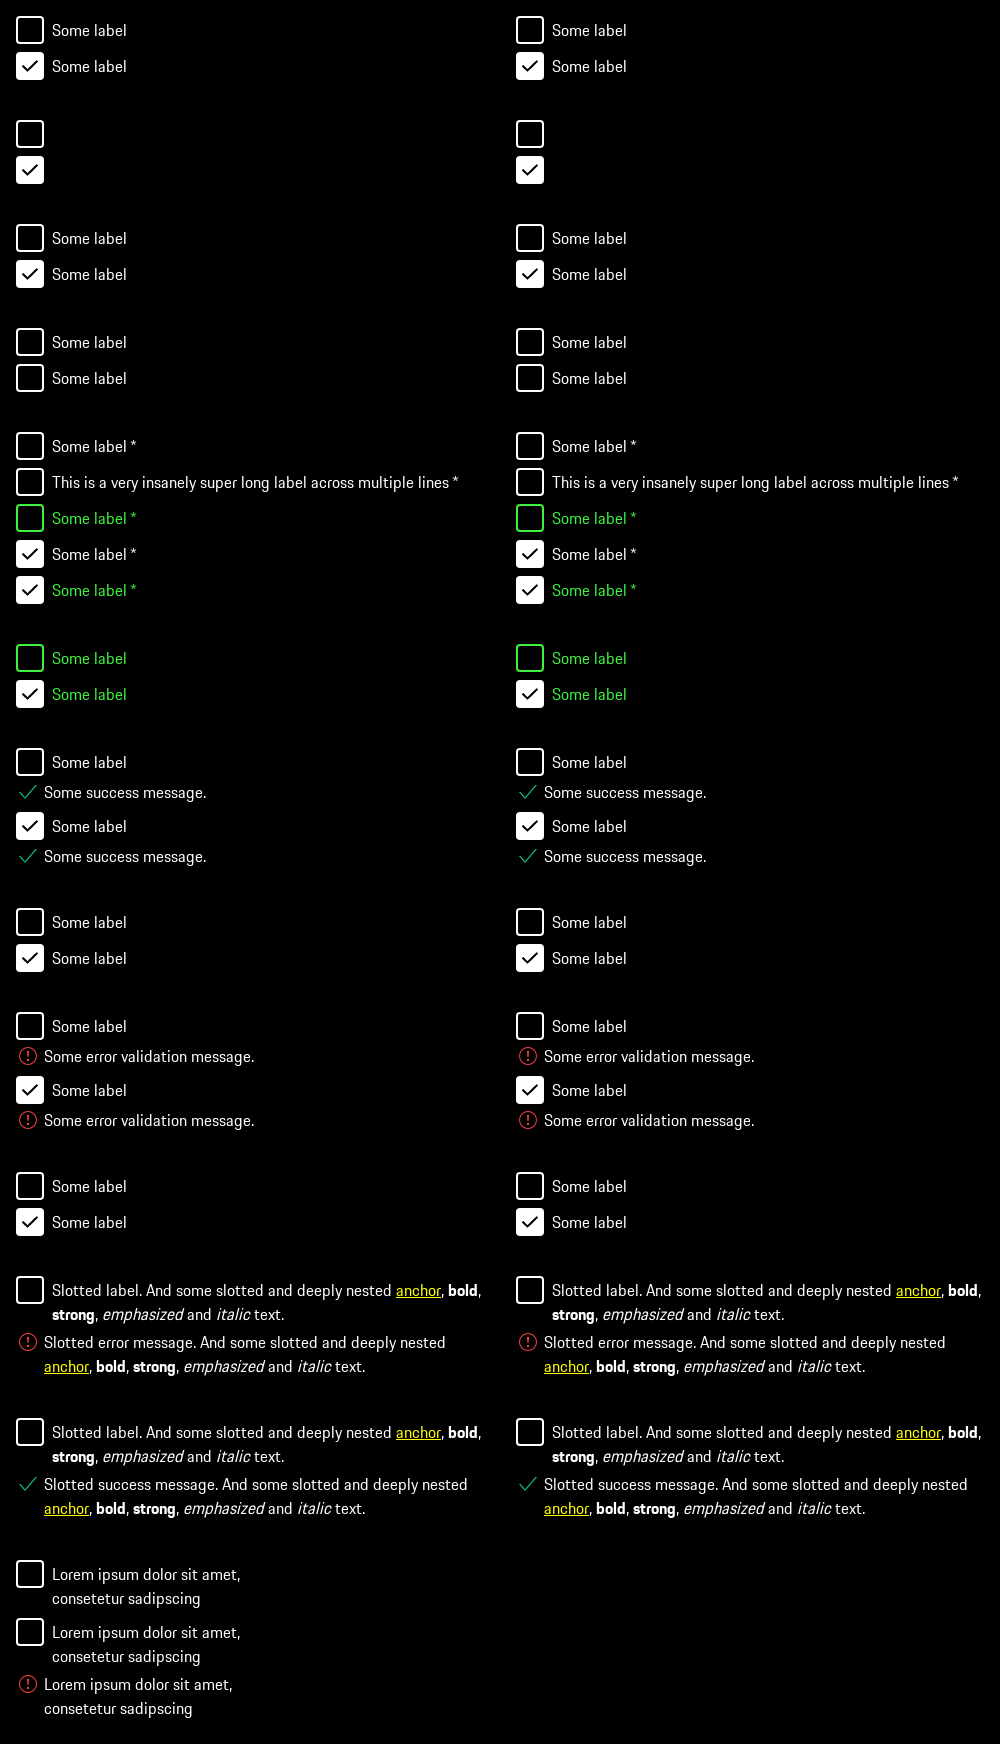 Some label
Some label
Some label
Some label
Some label
Some label
Some label
Some label
Some label
Some label
Some label
Some label
Some label *
Some label *
This is a very insanely super long label across multiple lines *
This is a very insanely super long label across multiple lines *
Some label *
Some label *
Some label *
Some label *
Some label *
Some label *
Some label
Some label
Some label
Some label
Some label
Some label
Some success message.
Some success message.
Some label
Some label
Some success message.
Some success message.
Some label
Some label
Some label
Some label
Some label
Some label
Some error validation message.
Some error validation message.
Some label
Some label
Some error validation message.
Some error validation message.
Some label
Some label
Some label
Some label
Slotted label. And some slotted and deeply nested anchor, bold,
strong, emphasized and italic text.
Slotted error message. And some slotted and deeply nested
anchor, bold, strong, emphasized and italic text.
Slotted label. And some slotted and deeply nested anchor, bold,
strong, emphasized and italic text.
Slotted error message. And some slotted and deeply nested
anchor, bold, strong, emphasized and italic text.
Slotted label. And some slotted and deeply nested anchor, bold,
strong, emphasized and italic text.
Slotted success message. And some slotted and deeply nested
anchor, bold, strong, emphasized and italic text.
Slotted label. And some slotted and deeply nested anchor, bold,
strong, emphasized and italic text.
Slotted success message. And some slotted and deeply nested
anchor, bold, strong, emphasized and italic text.
Lorem ipsum dolor sit amet,
consetetur sadipscing
Lorem ipsum dolor sit amet,
consetetur sadipscing
Lorem ipsum dolor sit amet,
consetetur sadipscing